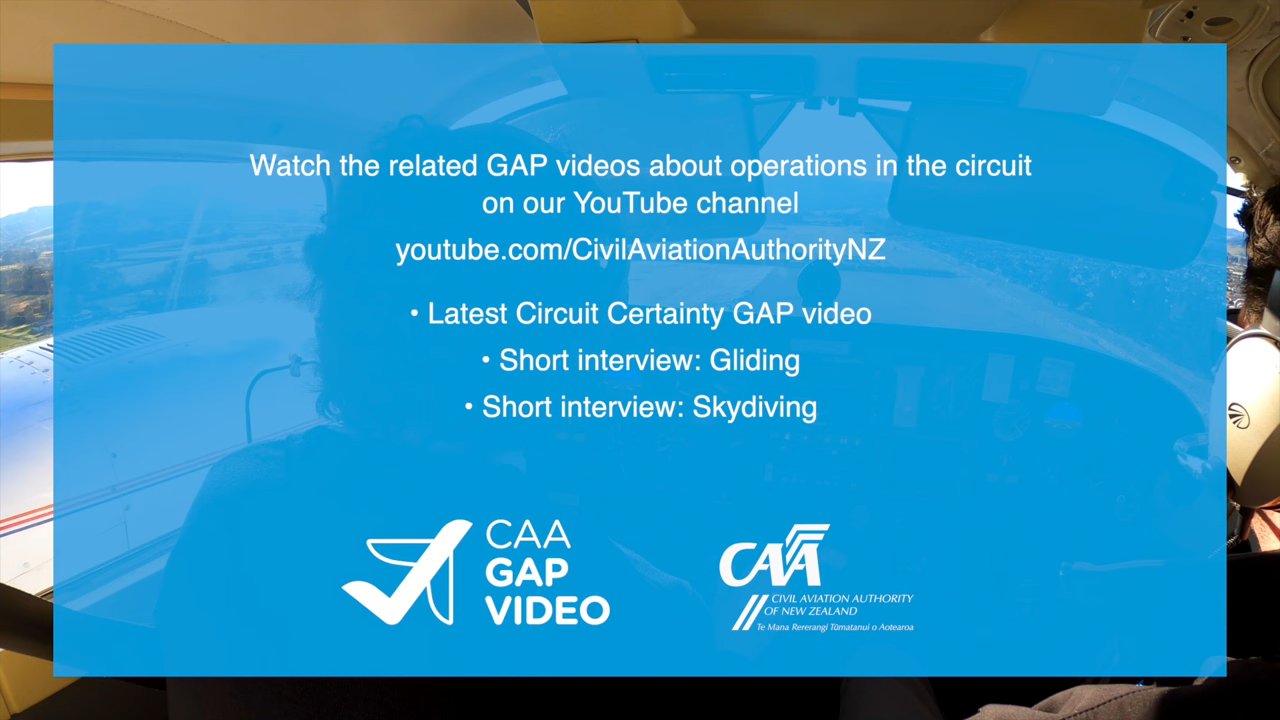 Watch the related GAP videos about operations in the circuit
on our YouTube channel
youtube.com/CivilAviationAuthorityNZ
• Latest Circuit Certainty GAP video
• Short interview: Gliding
• Short interview: Skydiving
CAA
GAP
VIDEO
CAA
CIVIL AVIATION AUTHORITY
OF NEW ZEALAND
Te Mana Rererangi Tūmatanui o Aotearoa